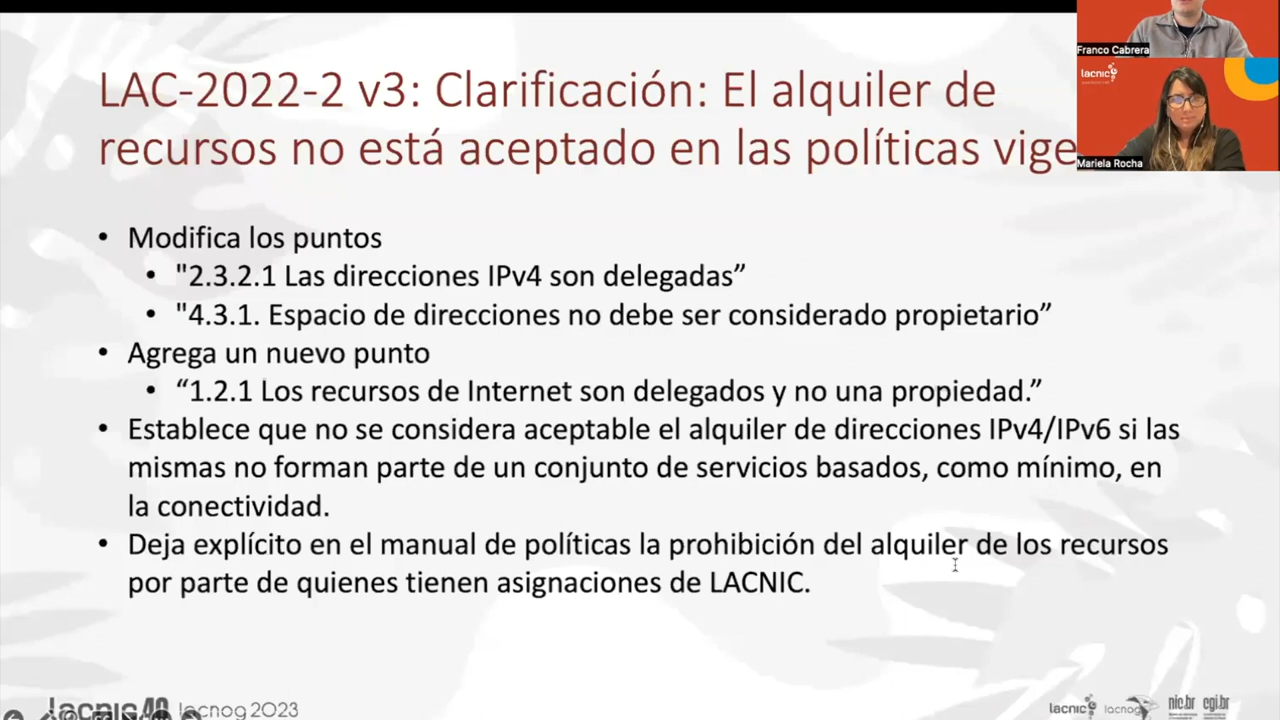 LAC-2022-2 v3: Clarificación: El alquiler de
recursos no está aceptado en las políticas vige
Franco Cabrera
lacnic
Mariela Rocha
• Modifica los puntos
• "2.3.2.1 Las direcciones IPv4 son delegadas”
• "4.3.1. Espacio de direcciones no debe ser considerado propietario”
• Agrega un nuevo punto
• “1.2.1 Los recursos de Internet son delegados y no una propiedad.”
• Establece que no se considera aceptable el alquiler de direcciones IPv4/IPv6 si las
mismas no forman parte de un conjunto de servicios basados, como mínimo, en
la conectividad.
• Deja explícito en el manual de políticas la prohibición del alquiler de los recursos
por parte de quienes tienen asignaciones de LACNIC.
lacnic40 lacnog 2023
lacnic lacnog nic.br cgi.br